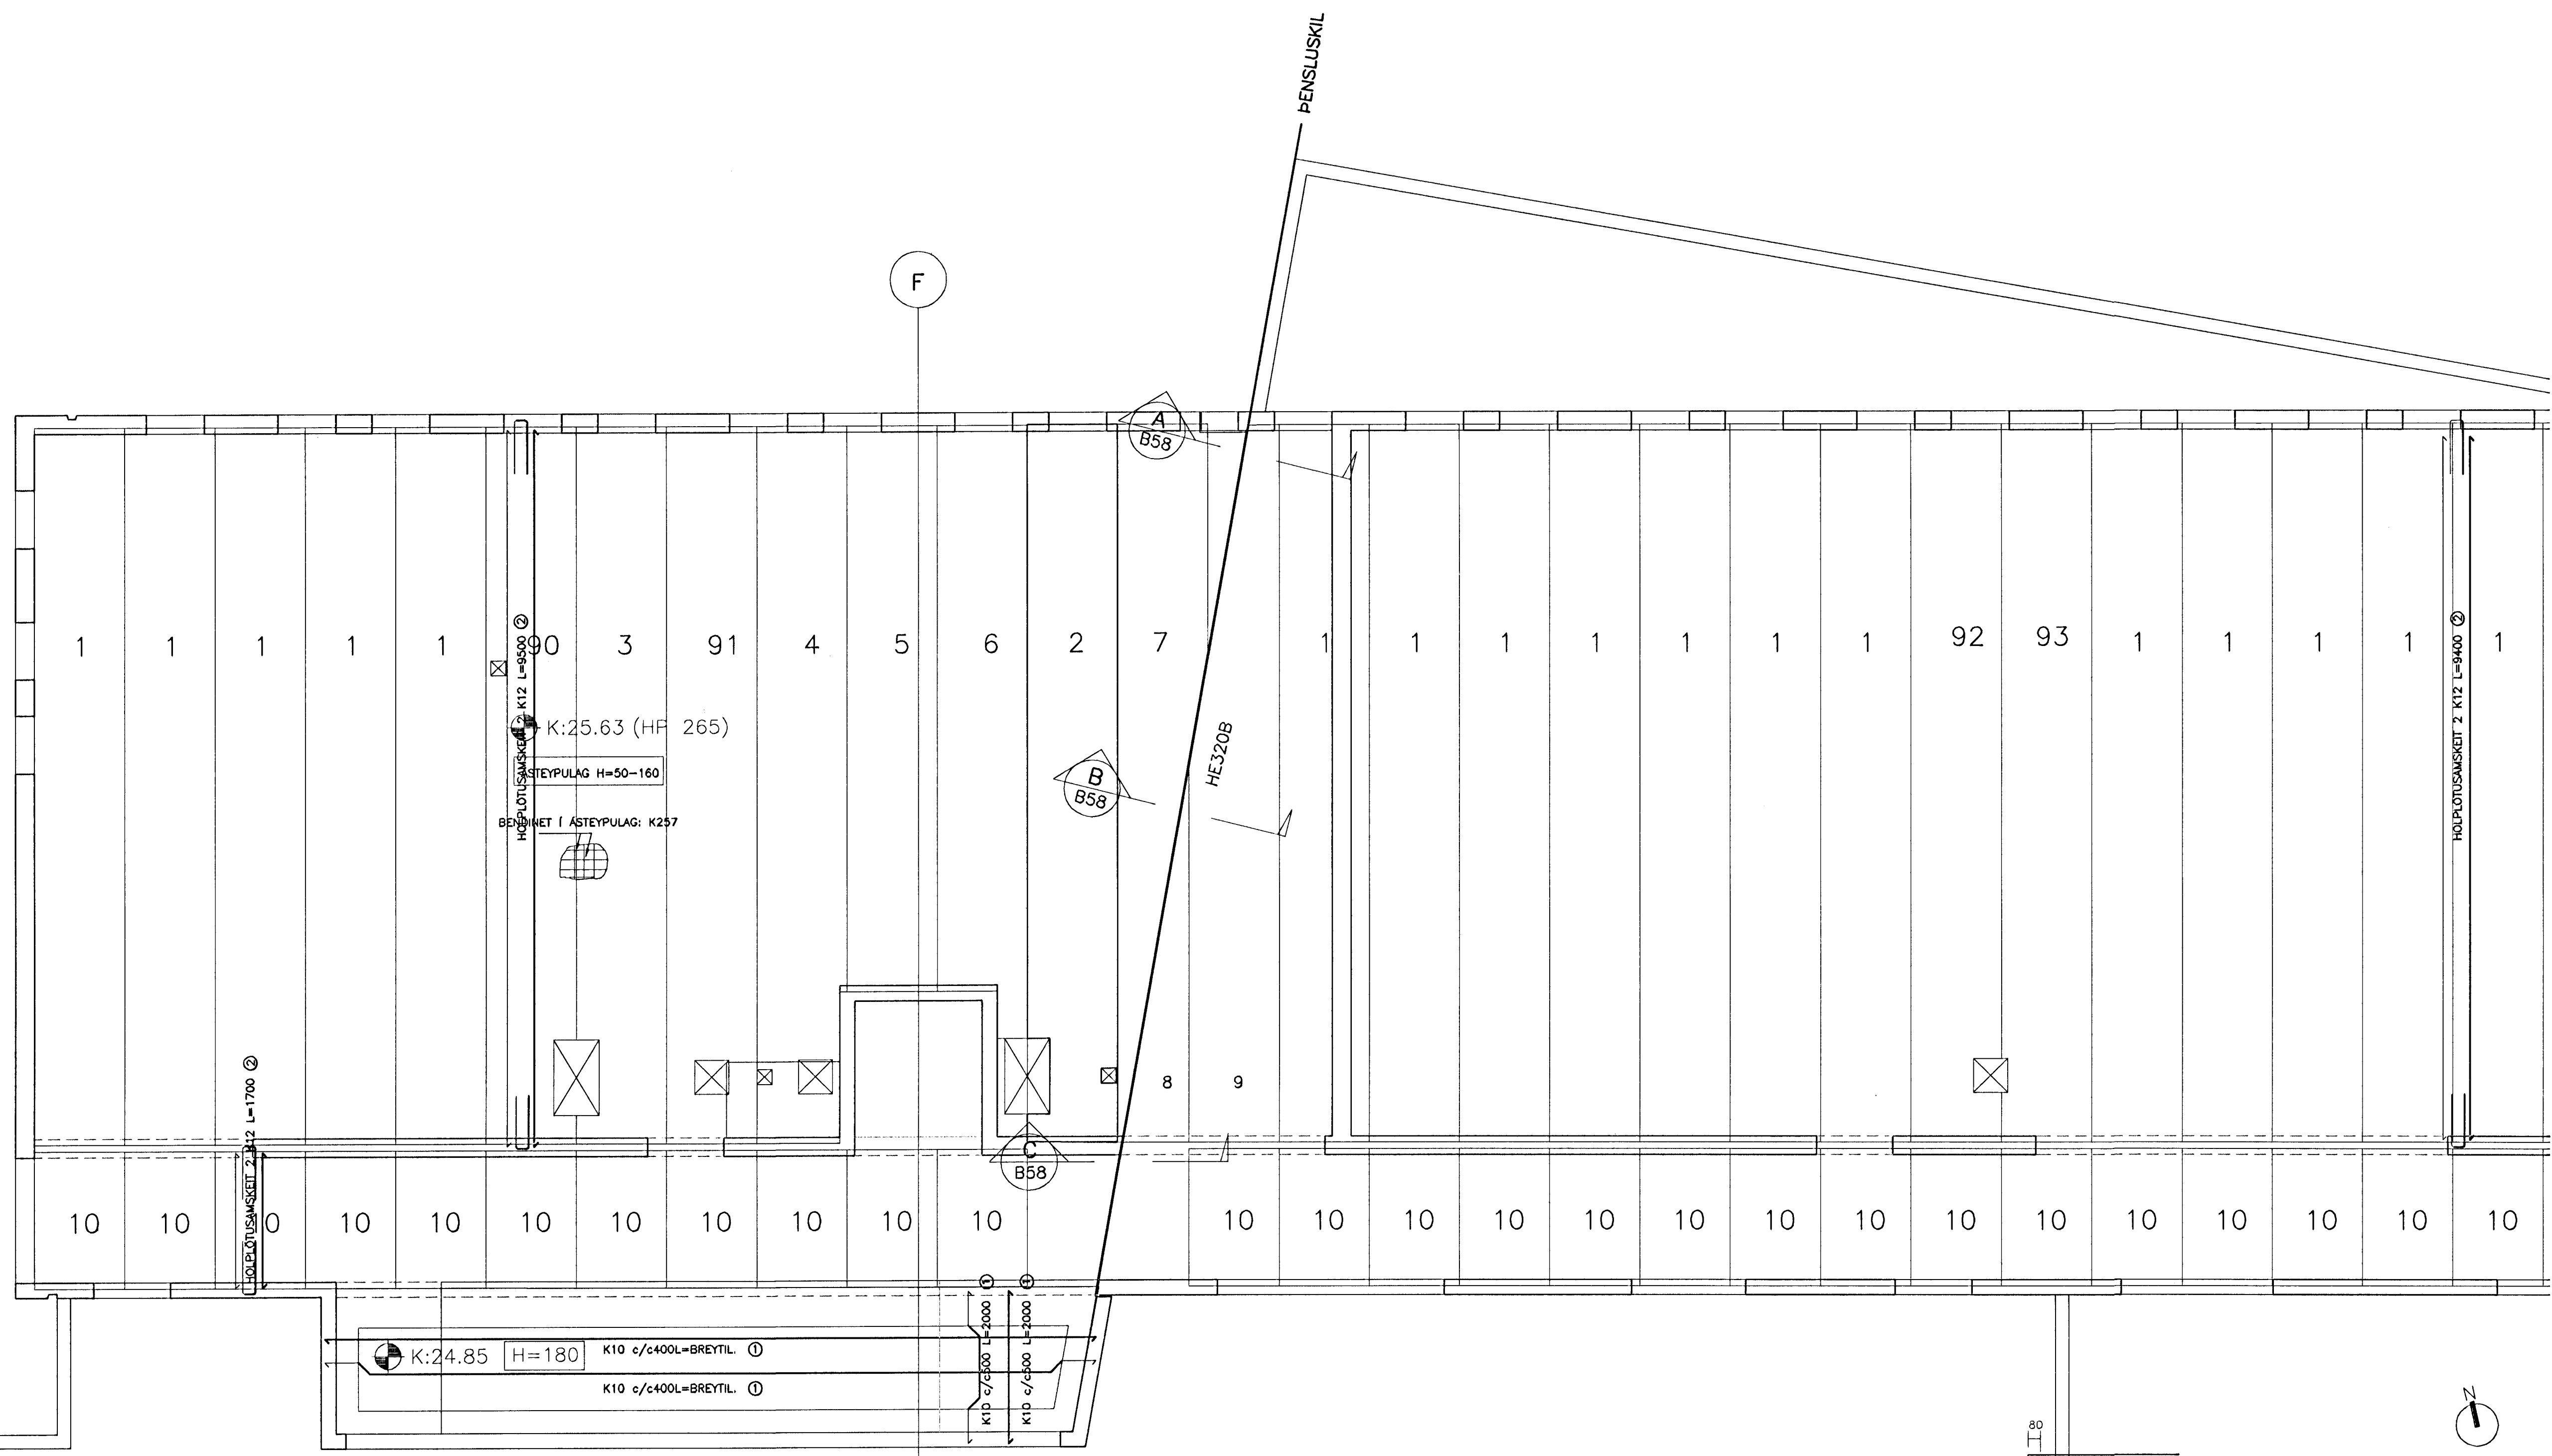 ÞENSLUSKIL
F
A
B58
1 1 1 1 1 90 3 91 4 5 6 2 7 1 1 1 1 1 1 1 92 93 1 1 1 1 1
HOLPLÖTUSAMSKEIT 2 K12 L=9500 ②
K:25.63 (HP 265)
ÁSTEYPULAG H=50-160
BENDINET Í ÁSTEYPULAG: K257
B
B58
HE320B
HOLPLÖTUSAMSKEIT 2 K12 L=9400 ②
8 9
C
B58
HOLPLÖTUSAMSKEIT 2 K12 L=1700 ②
10 10 10 10 10 10 10 10 10 10 10 10 10 10 10 10 10 10 10 10 10 10 10 10 10 10
K:24.85 H=180
K10 c/c400L=BREYTIL. ①
K10 c/c400L=BREYTIL. ①
K10 c/c500 L=2000 ①
K10 c/c500 L=2000 ①
80
N